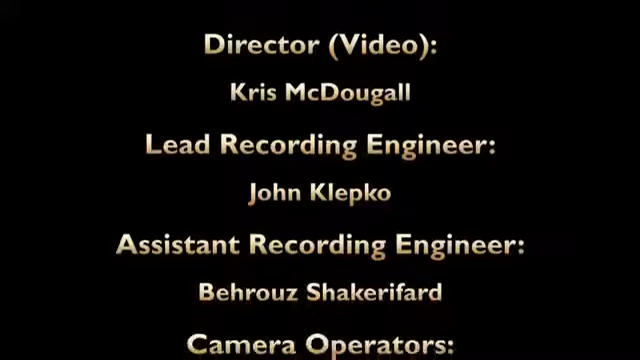 Director (Video):
Kris McDougall
Lead Recording Engineer:
John Klepko
Assistant Recording Engineer:
Behrouz Shakerifard
Camera Operators: